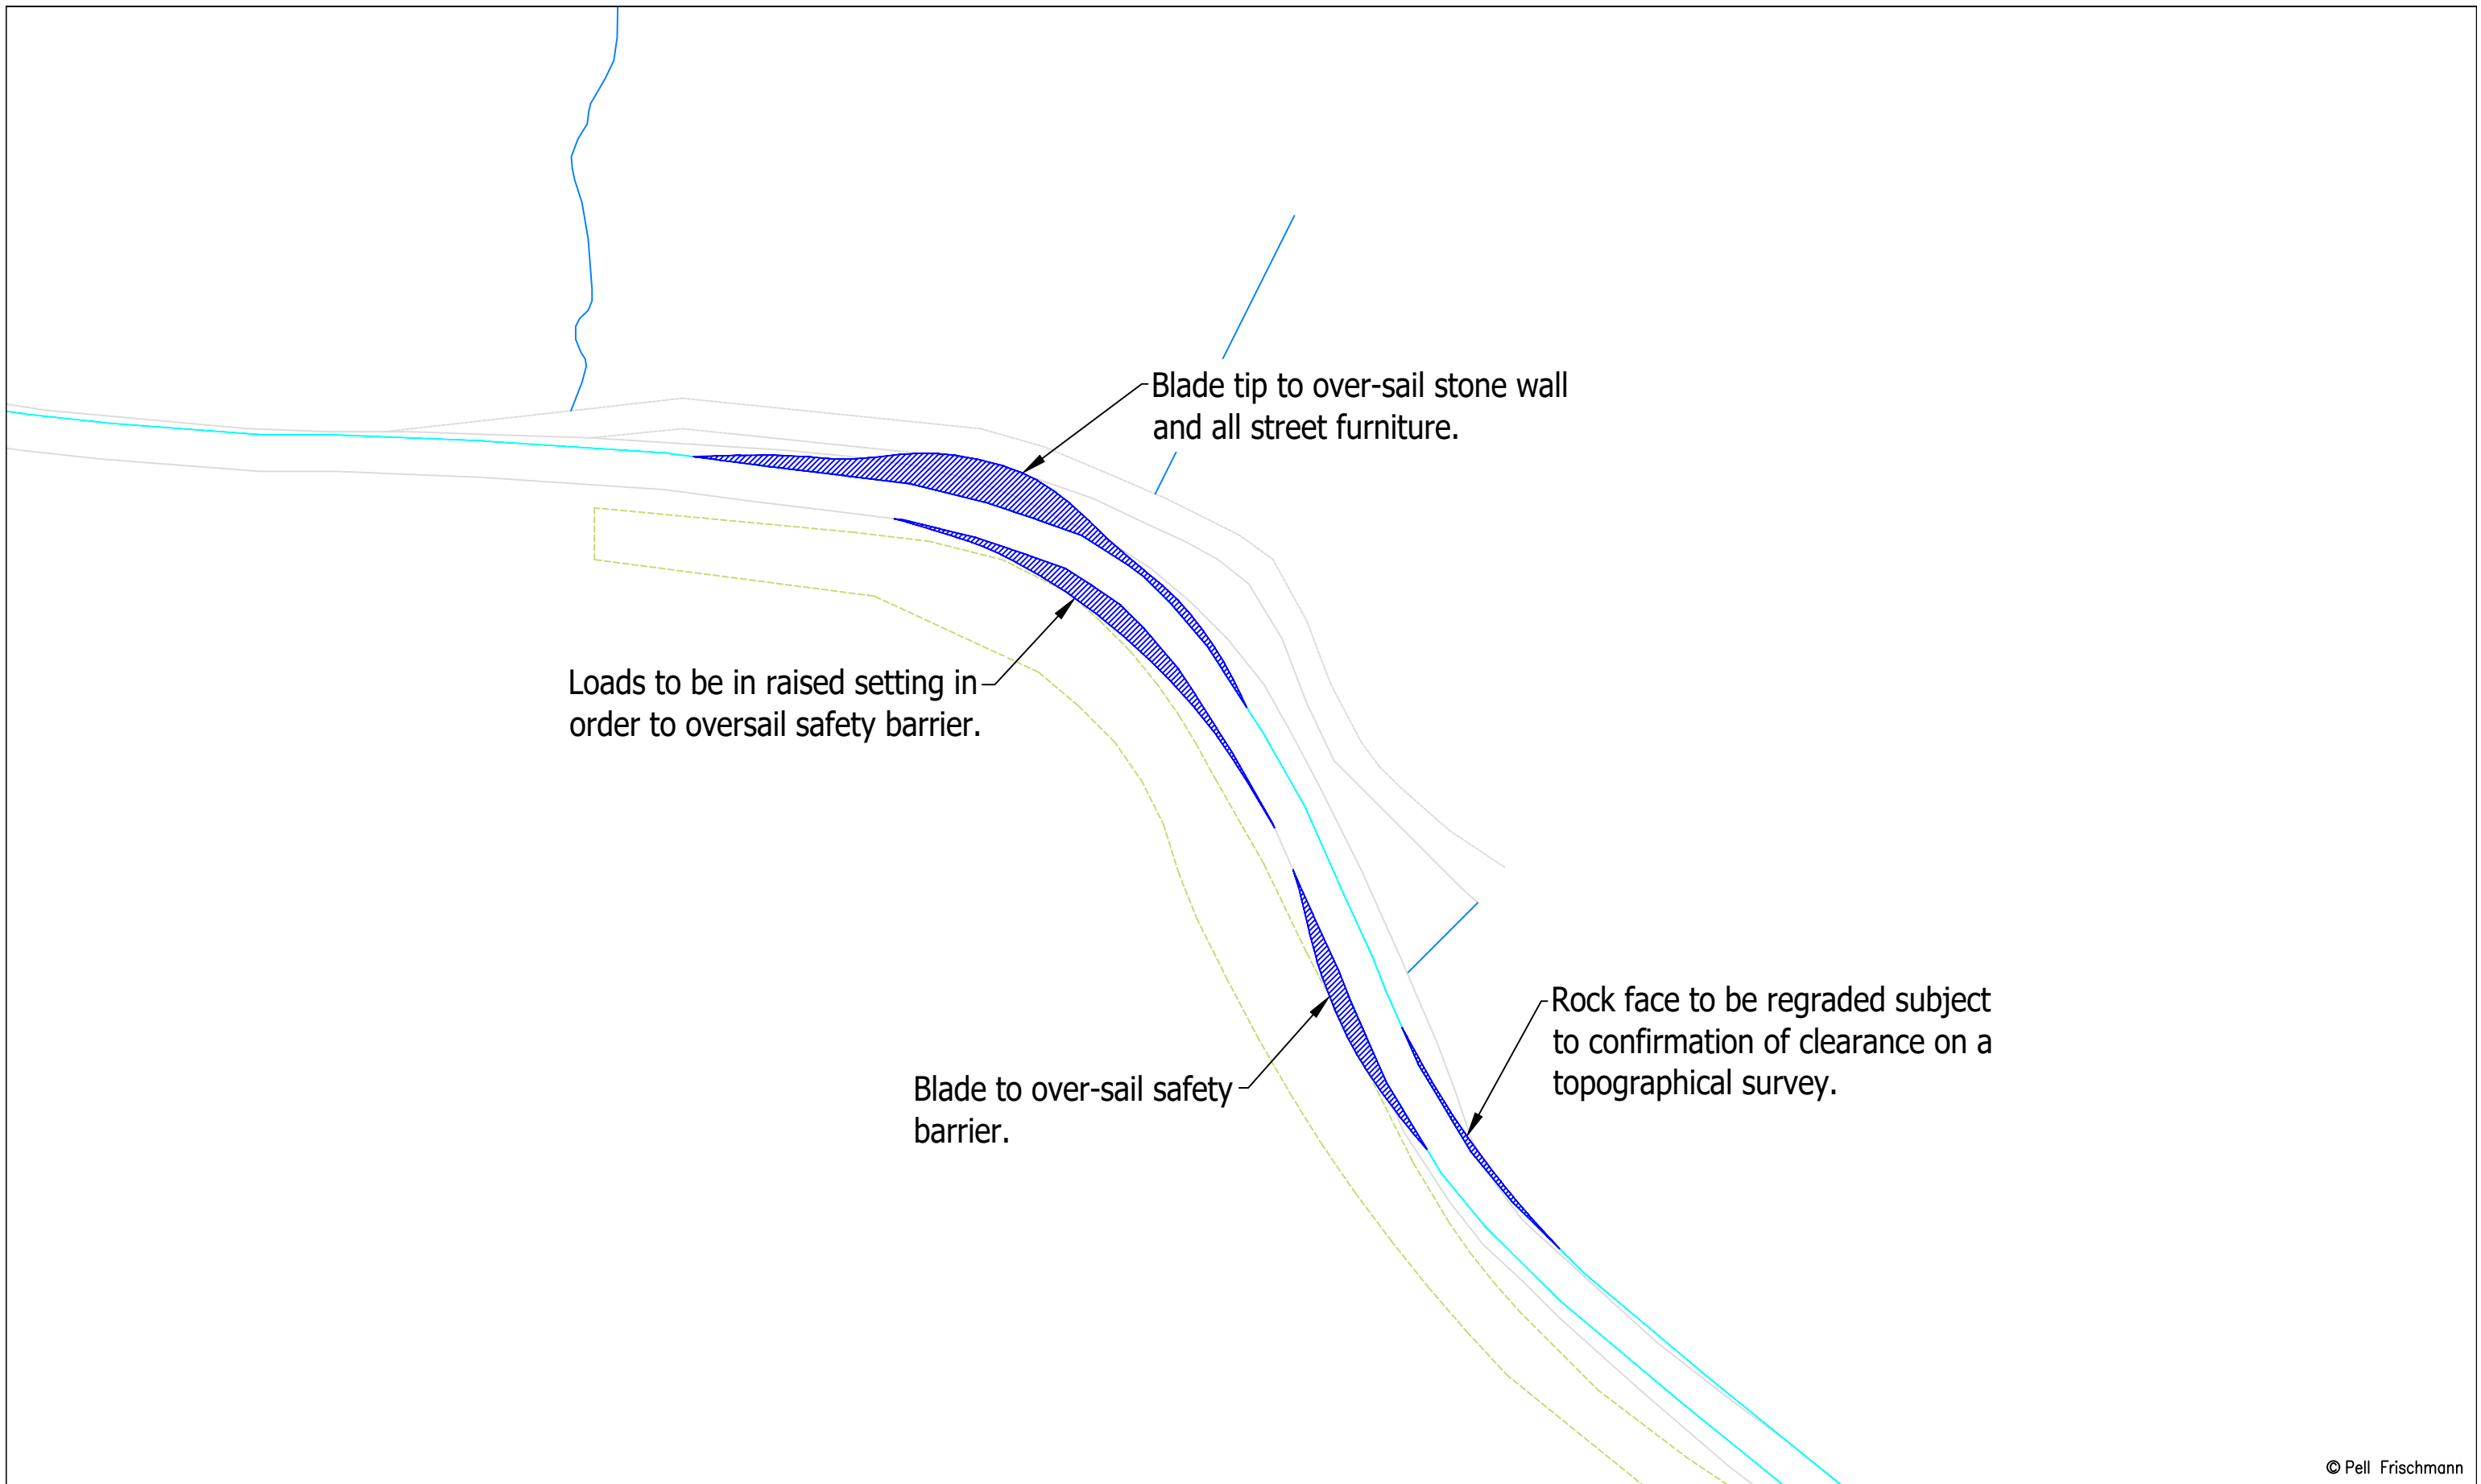 Blade tip to over-sail stone wall
and all street furniture.
Loads to be in raised setting in
order to oversail safety barrier.
Rock face to be regraded subject
to confirmation of clearance on a
topographical survey.
Blade to over-sail safety
barrier.
© Pell Frischmann